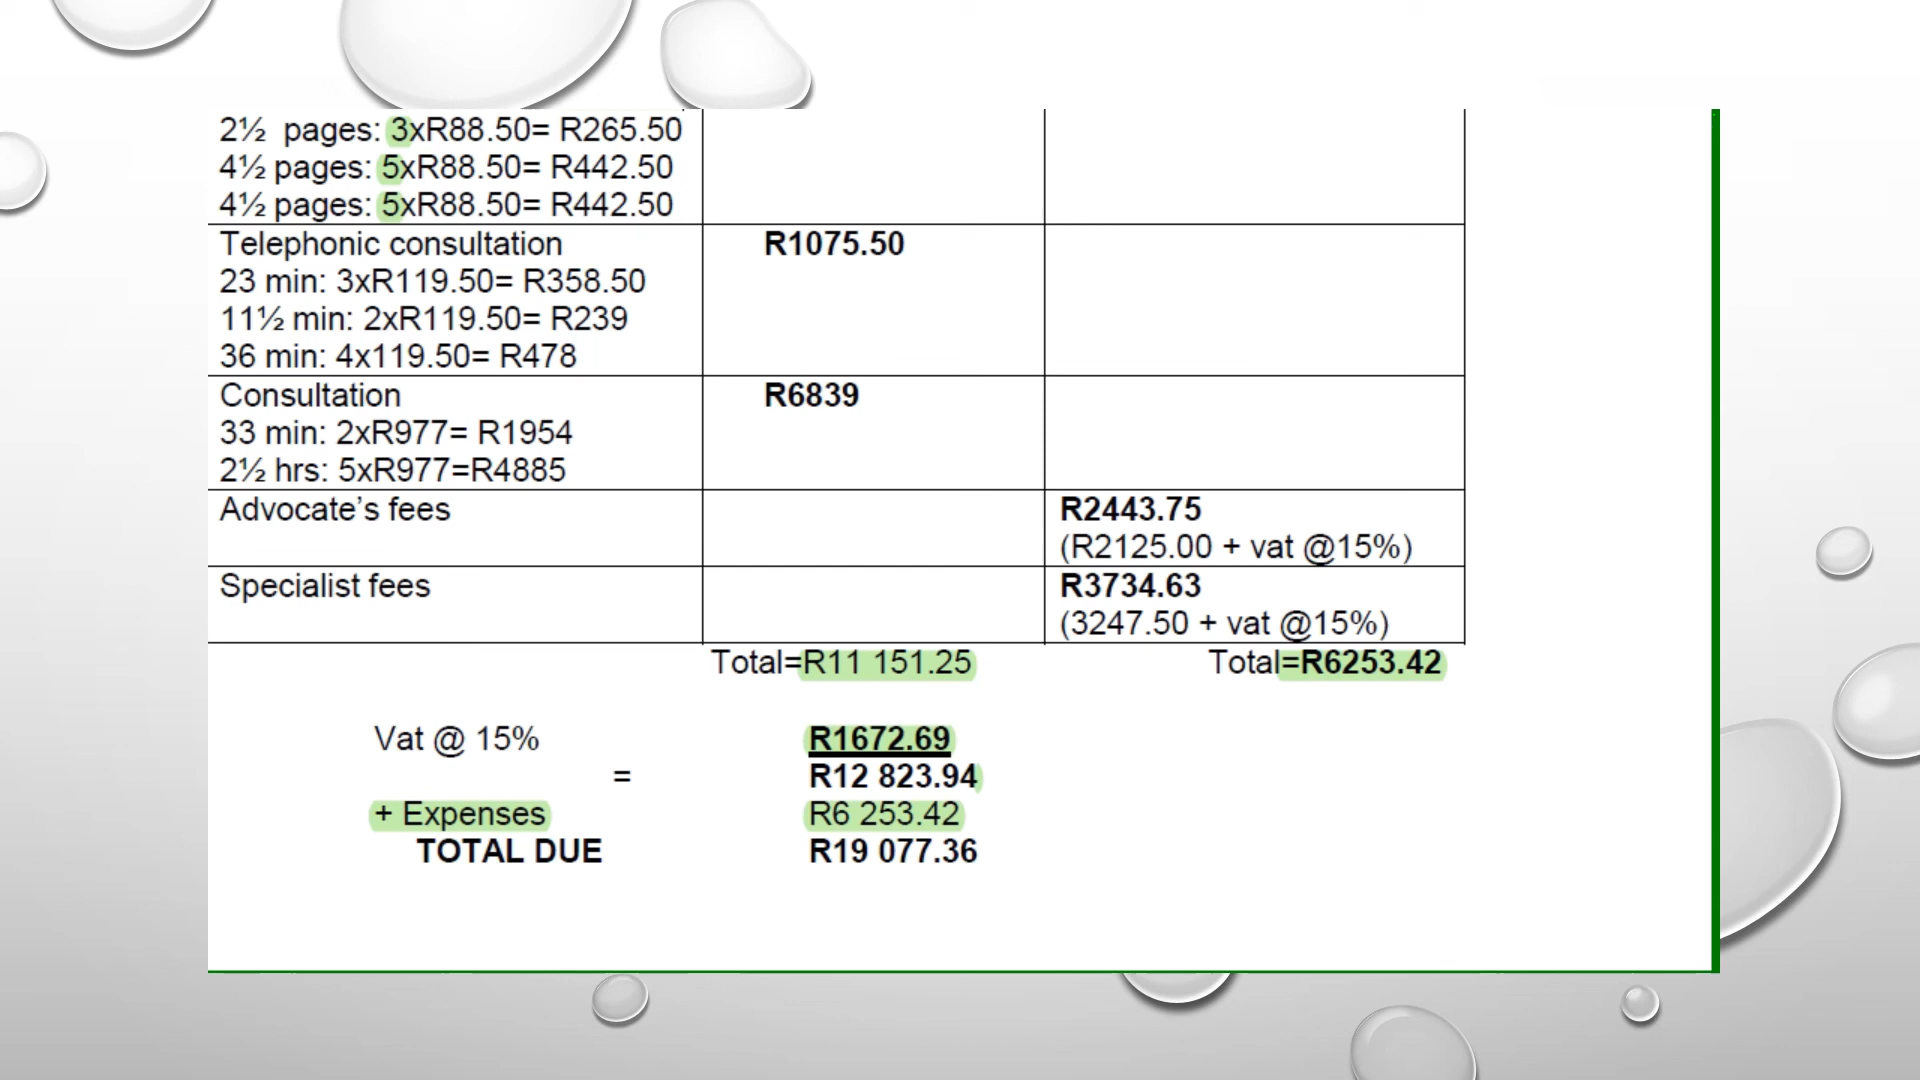 2½ pages: 3xR88.50= R265.50
4½ pages: 5xR88.50= R442.50
4½ pages: 5xR88.50= R442.50
Telephonic consultation R1075.50
23 min: 3xR119.50= R358.50
11½ min: 2xR119.50= R239
36 min: 4x119.50= R478
Consultation R6839
33 min: 2xR977= R1954
2½ hrs: 5xR977=R4885
Advocate’s fees R2443.75
(R2125.00 + vat @15%)
Specialist fees R3734.63
(3247.50 + vat @15%)
Total=R11 151.25 Total=R6253.42
Vat @ 15% R1672.69
= R12 823.94
+ Expenses R6 253.42
TOTAL DUE R19 077.36